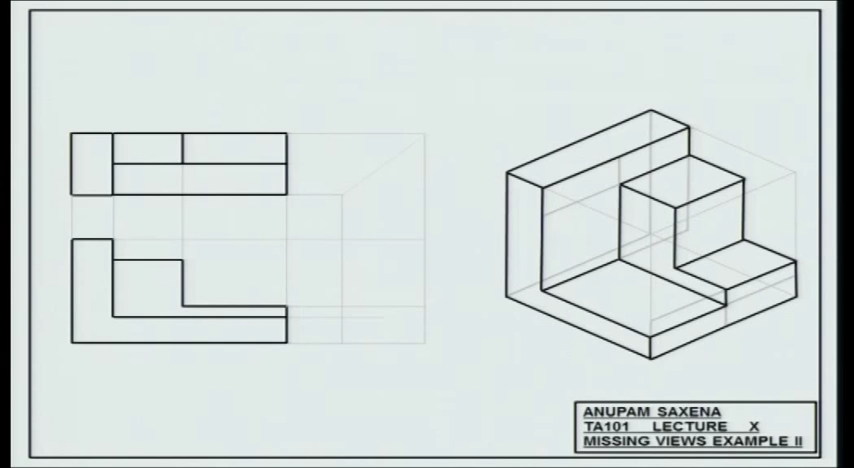 ANUPAM SAXENA
TA101 LECTURE X
MISSING VIEWS EXAMPLE II